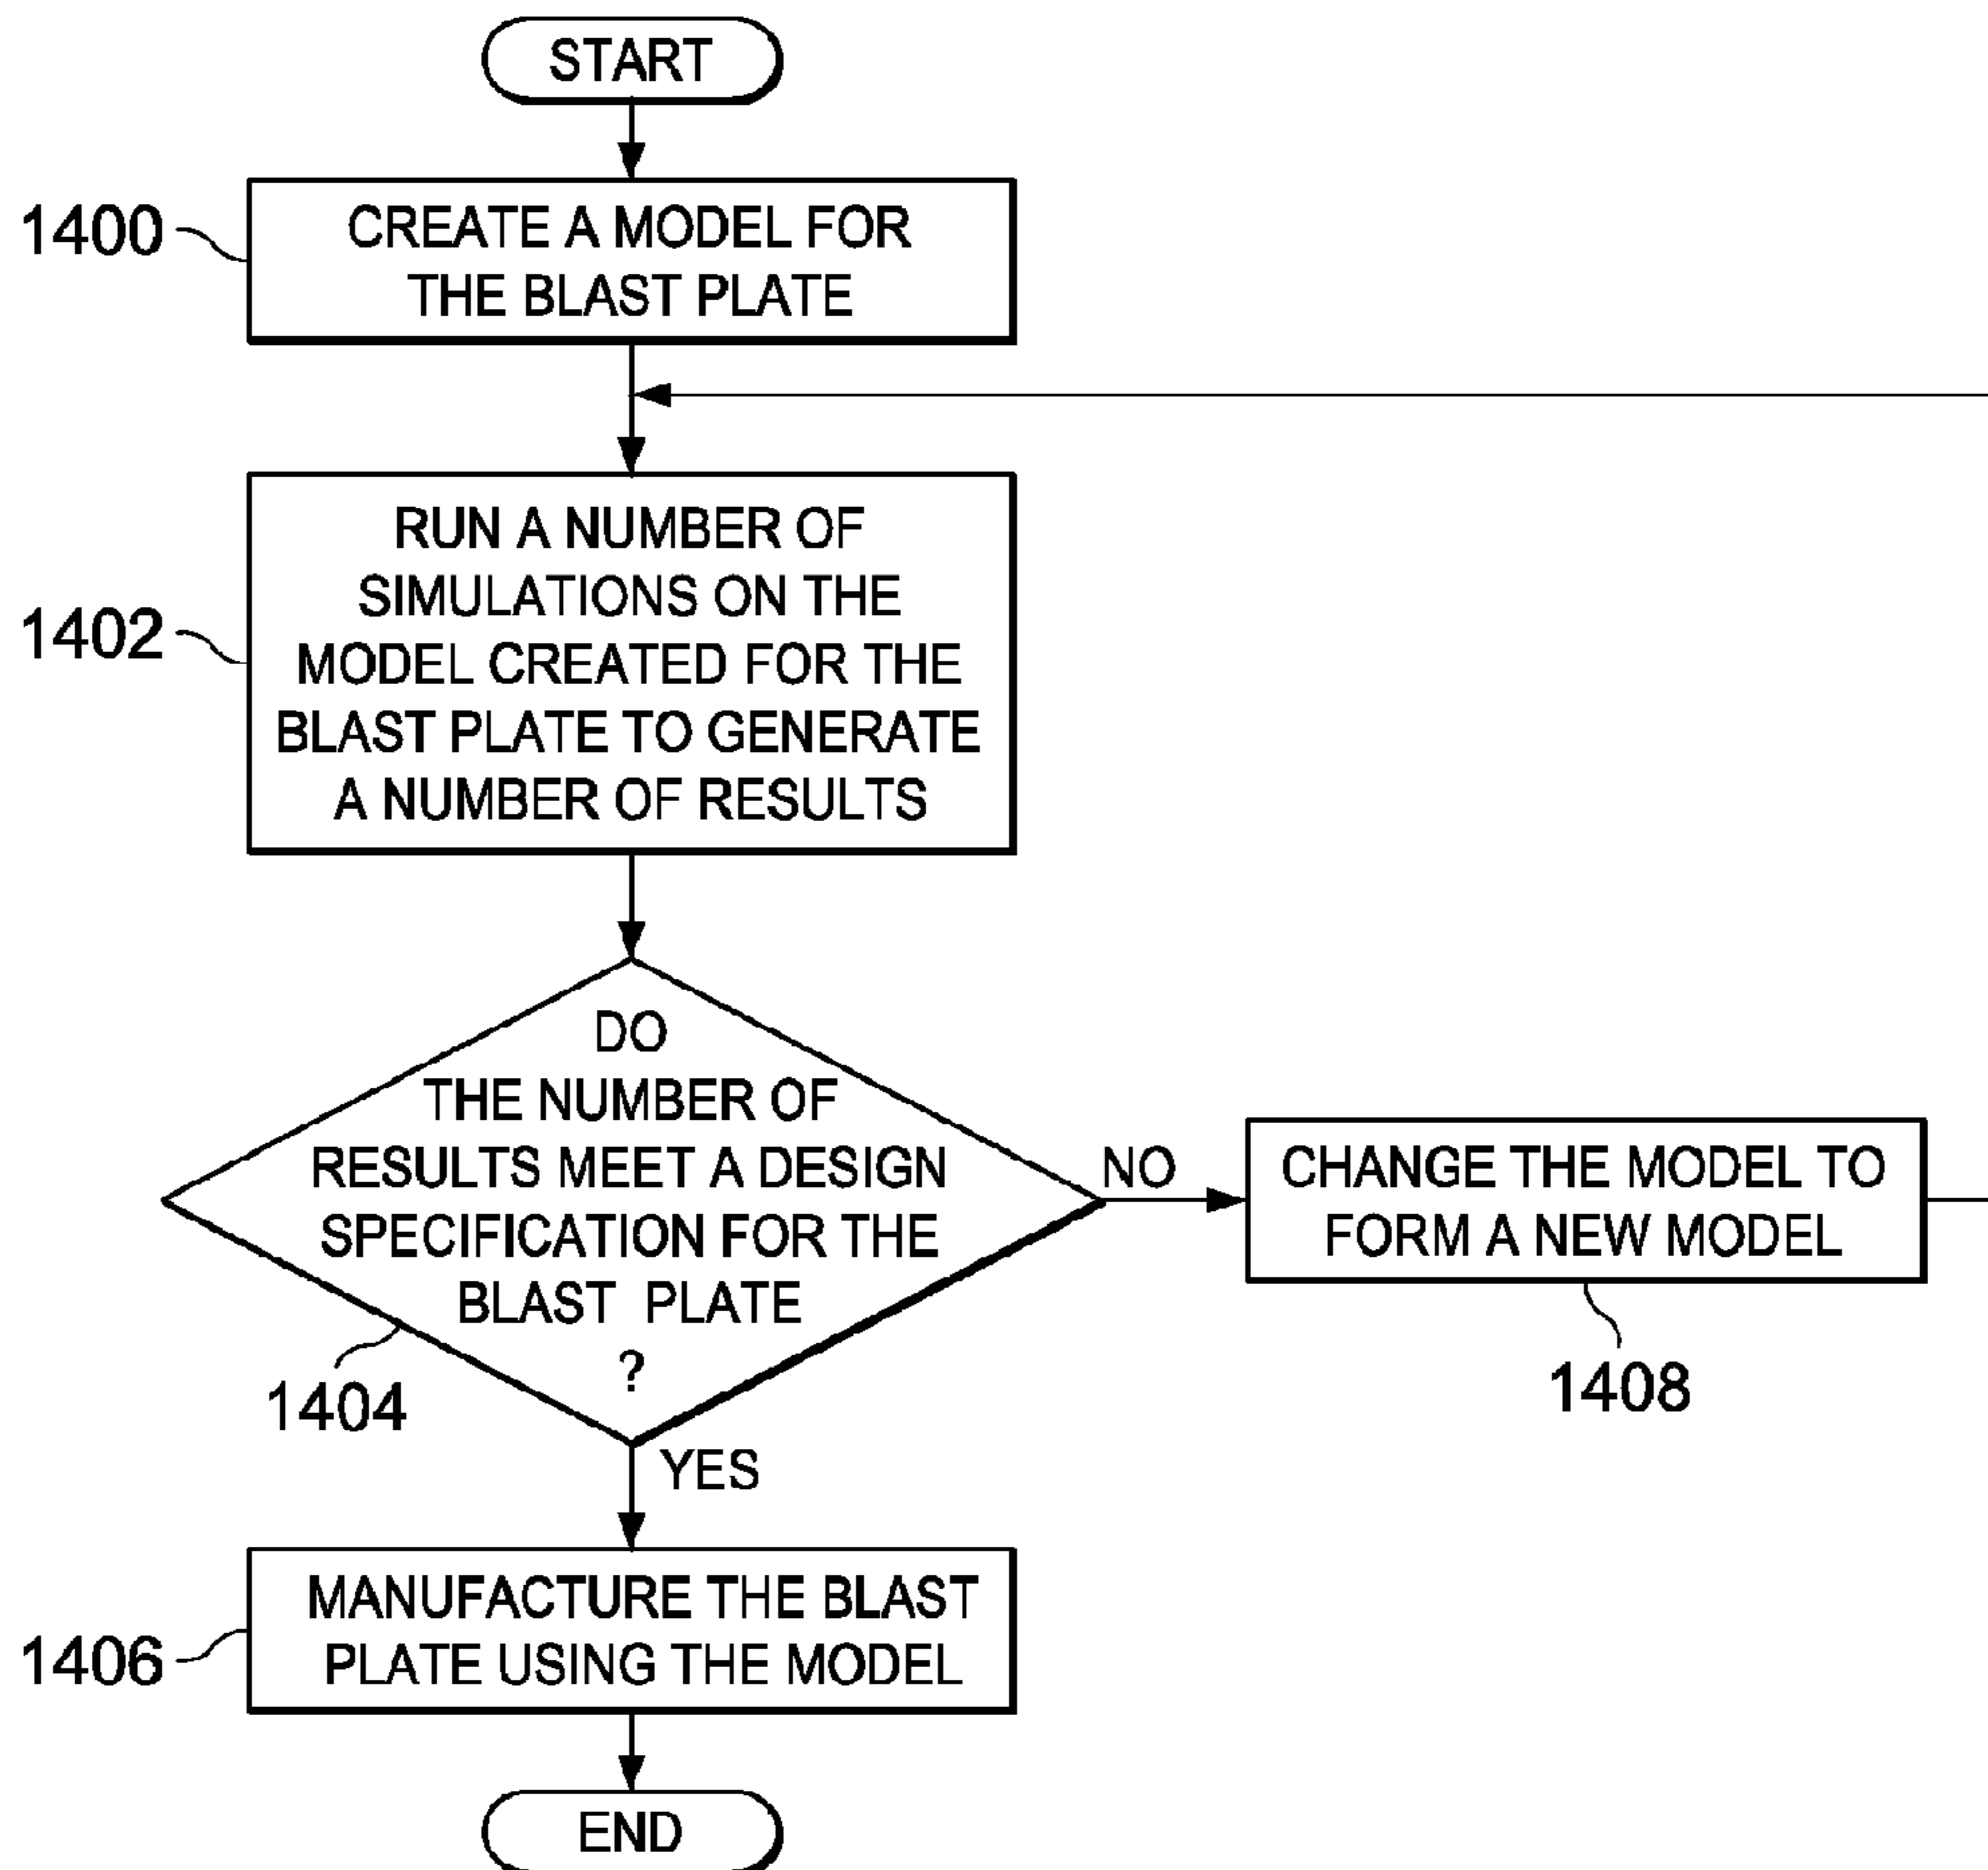 START
1400
CREATE A MODEL FOR
THE BLAST PLATE
1402
RUN A NUMBER OF
SIMULATIONS ON THE
MODEL CREATED FOR THE
BLAST PLATE TO GENERATE
A NUMBER OF RESULTS
DO
THE NUMBER OF
RESULTS MEET A DESIGN
SPECIFICATION FOR THE
BLAST PLATE
?
1404
NO
CHANGE THE MODEL TO
FORM A NEW MODEL
1408
YES
1406
MANUFACTURE THE BLAST
PLATE USING THE MODEL
END